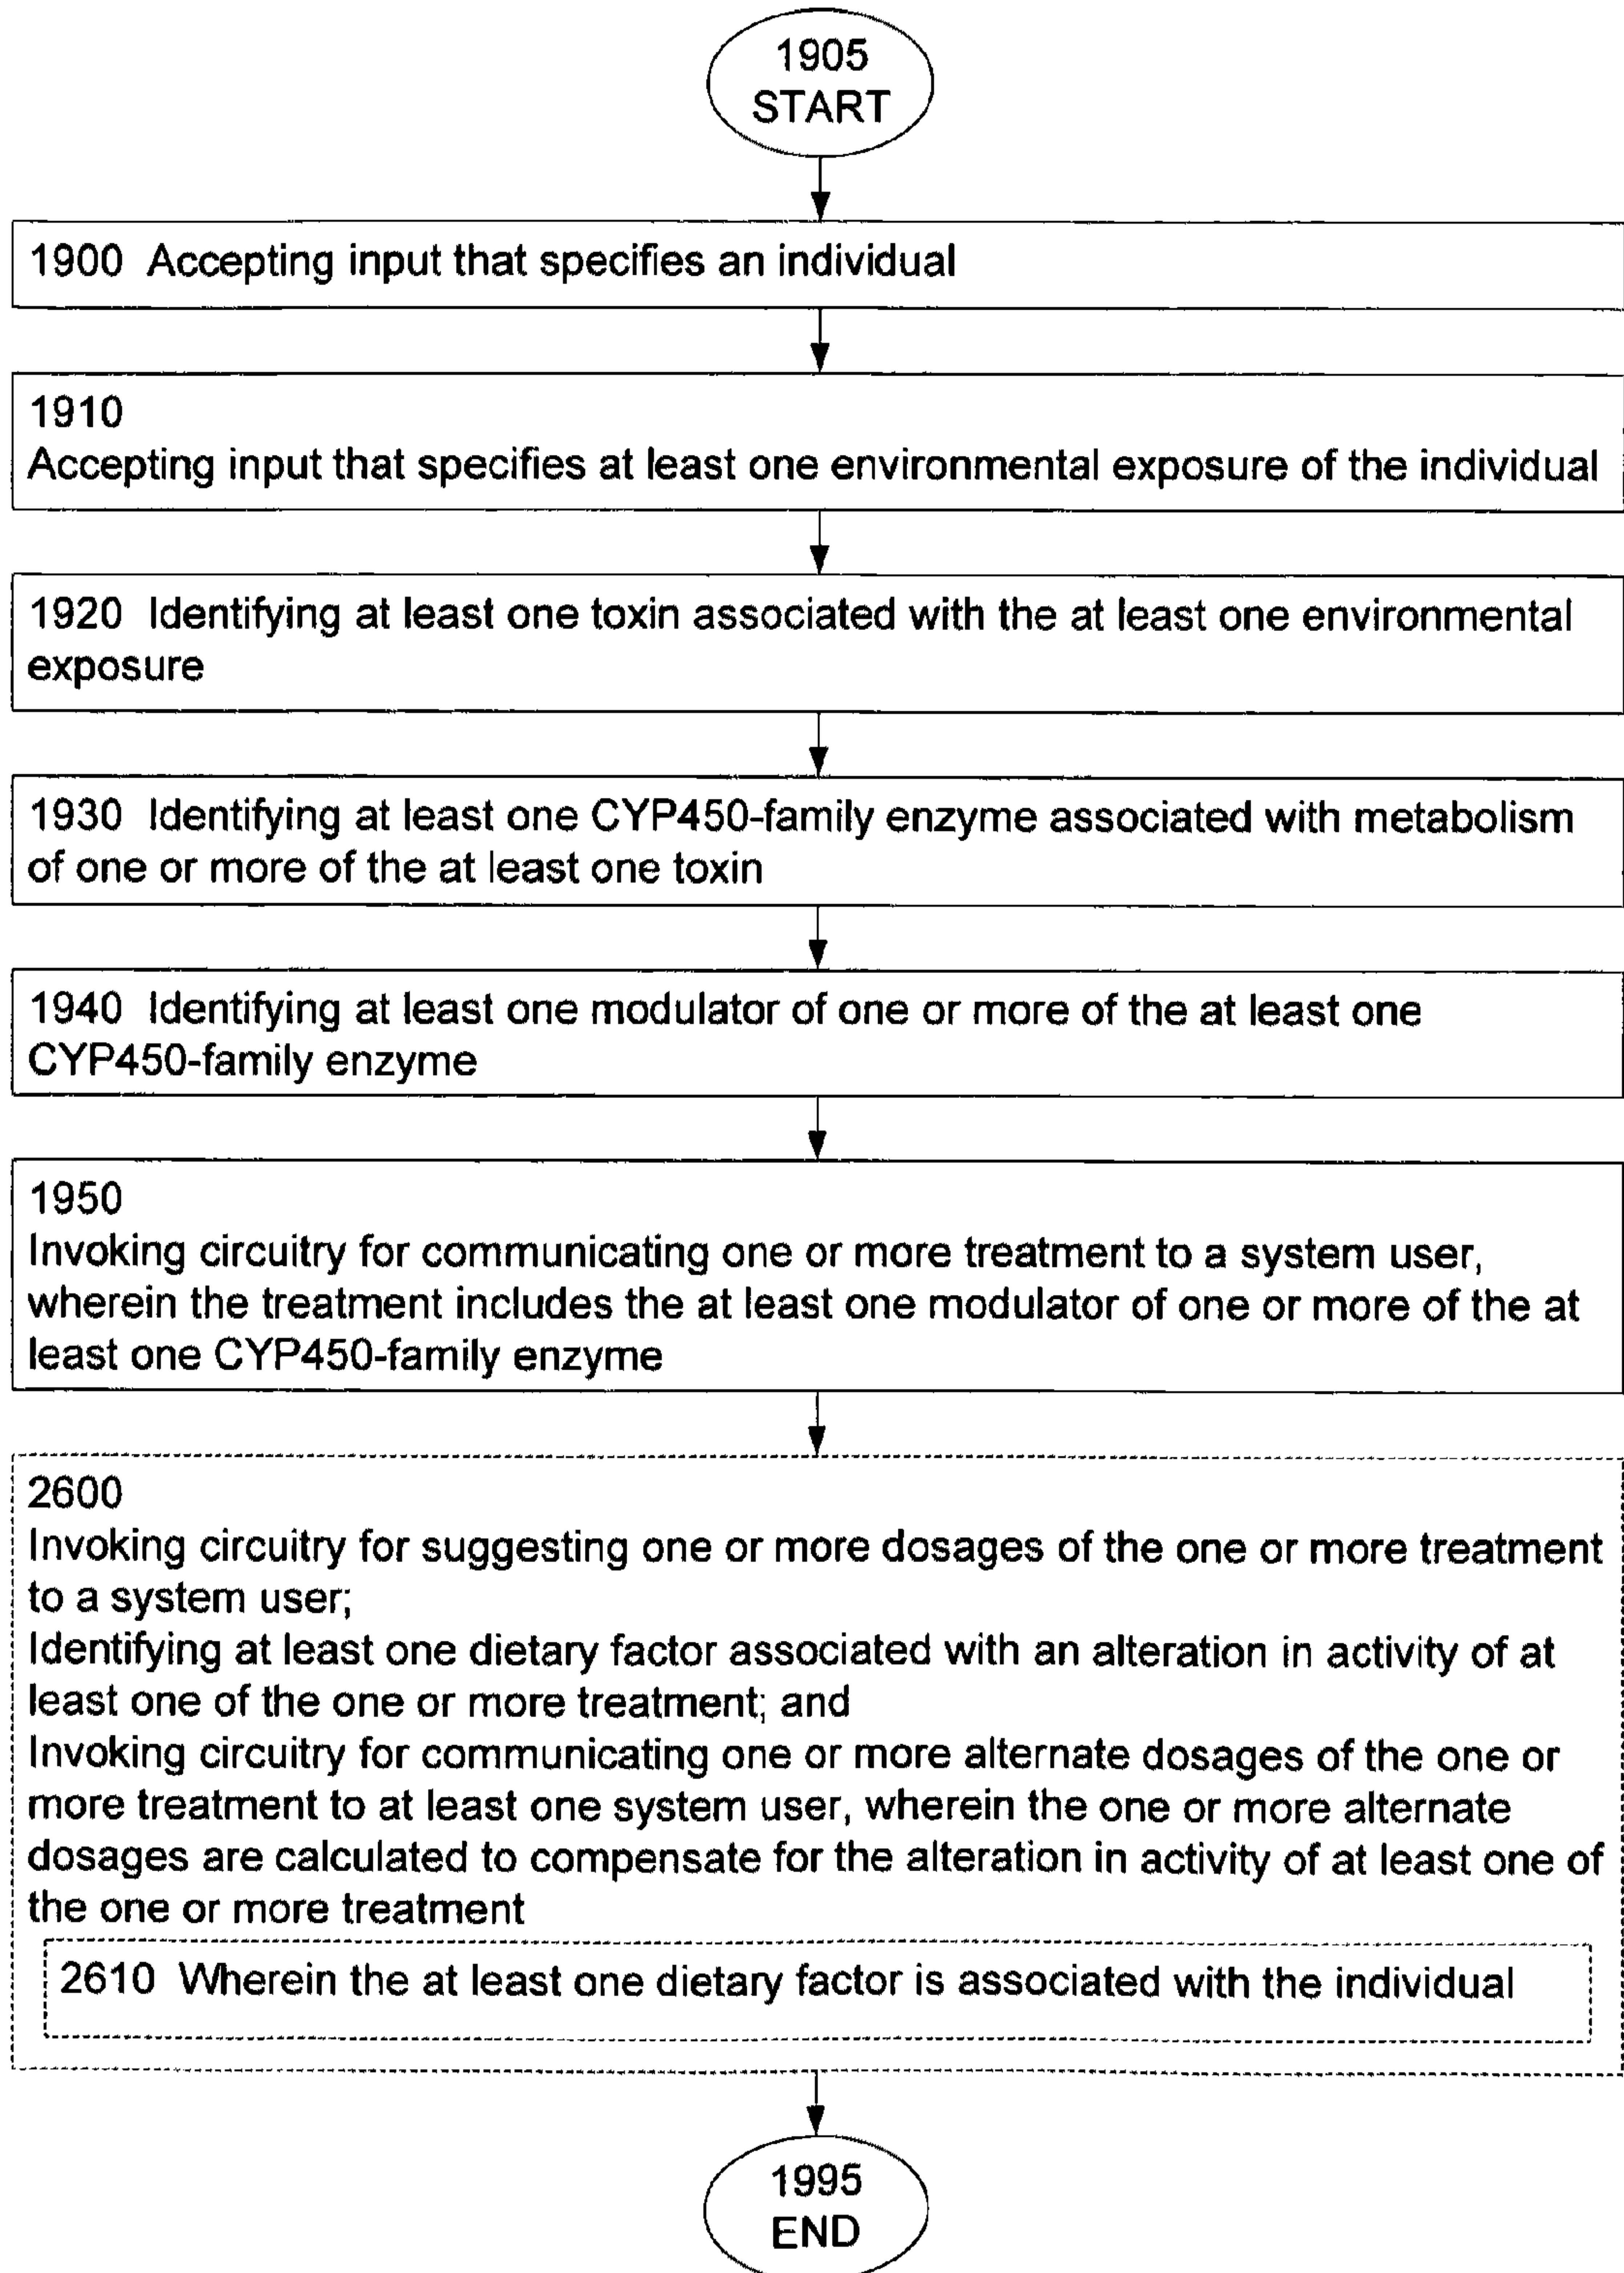 1905
START
1900 Accepting input that specifies an individual
1910
Accepting input that specifies at least one environmental exposure of the individual
1920 Identifying at least one toxin associated with the at least one environmental
exposure
1930 Identifying at least one CYP450-family enzyme associated with metabolism
of one or more of the at least one toxin
1940 Identifying at least one modulator of one or more of the at least one
CYP450-family enzyme
1950
Invoking circuitry for communicating one or more treatment to a system user,
wherein the treatment includes the at least one modulator of one or more of the at
least one CYP450-family enzyme
2600
Invoking circuitry for suggesting one or more dosages of the one or more treatment
to a system user;
Identifying at least one dietary factor associated with an alteration in activity of at
least one of the one or more treatment; and
Invoking circuitry for communicating one or more alternate dosages of the one or
more treatment to at least one system user, wherein the one or more alternate
dosages are calculated to compensate for the alteration in activity of at least one of
the one or more treatment
2610 Wherein the at least one dietary factor is associated with the individual
1995
END